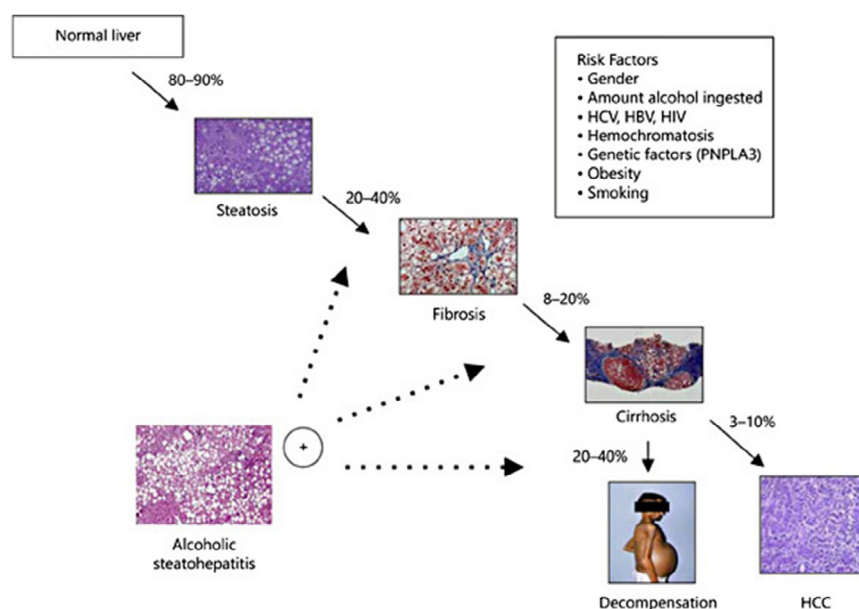 Normal liver
80–90%
Steatosis
20–40%
Fibrosis
8–20%
Cirrhosis
3–10%
20–40%
Decompensation
HCC
+
Alcoholic
steatohepatitis
Risk Factors
• Gender
• Amount alcohol ingested
• HCV, HBV, HIV
• Hemochromatosis
• Genetic factors (PNPLA3)
• Obesity
• Smoking